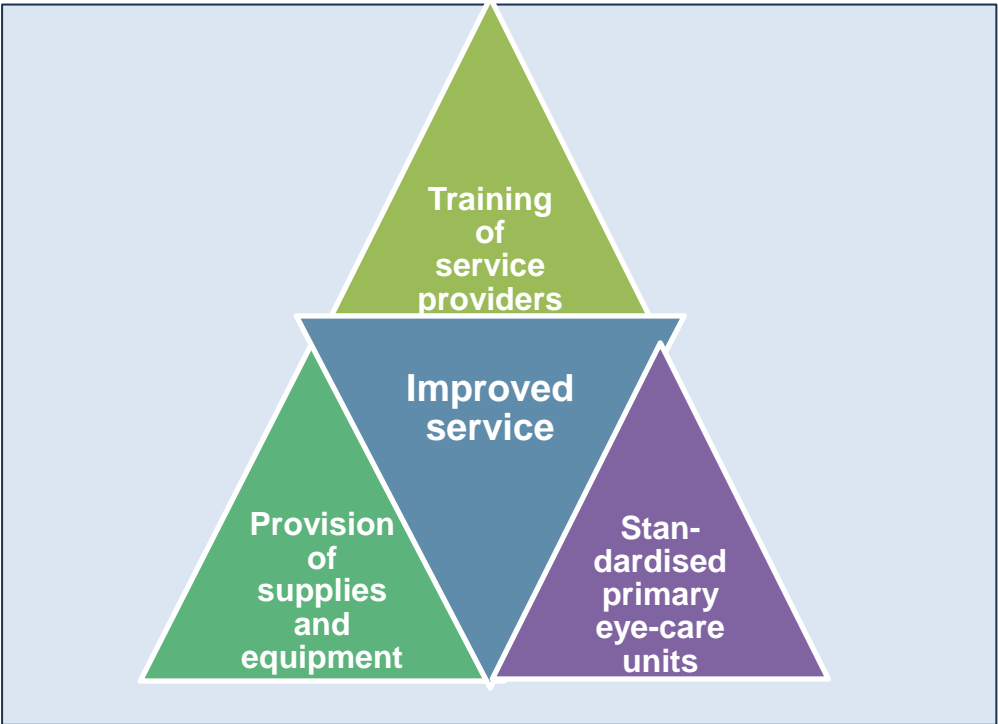 Training
of
service
providers
Improved
service
Provision
of
supplies
and
equipment
Stan-
dardised
primary
eye-care
units